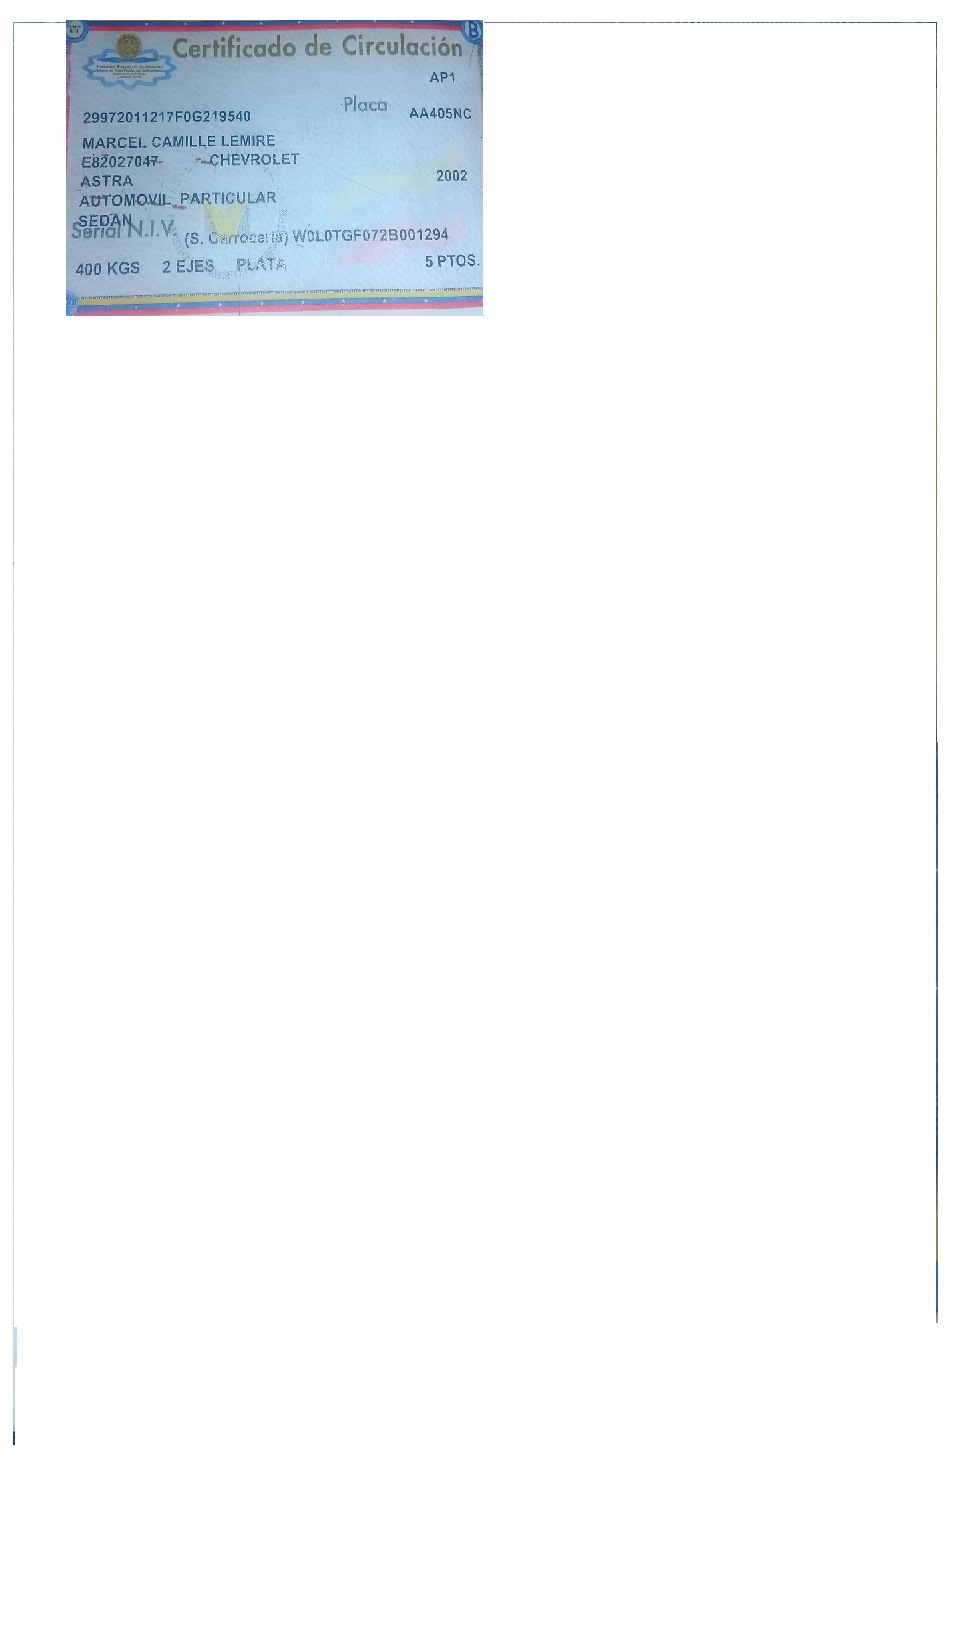 Certificado de Circulación
AP1
Placa AA405NC
29972011217F0G219540
MARCEL CAMILLE LEMIRE
E82027047 CHEVROLET
ASTRA 2002
AUTOMOVIL PARTICULAR
SEDAN
Serial N.I.V. (S. Carroceria) W0L0TGF072B001294
400 KGS 2 EJES PLATA 5 PTOS.